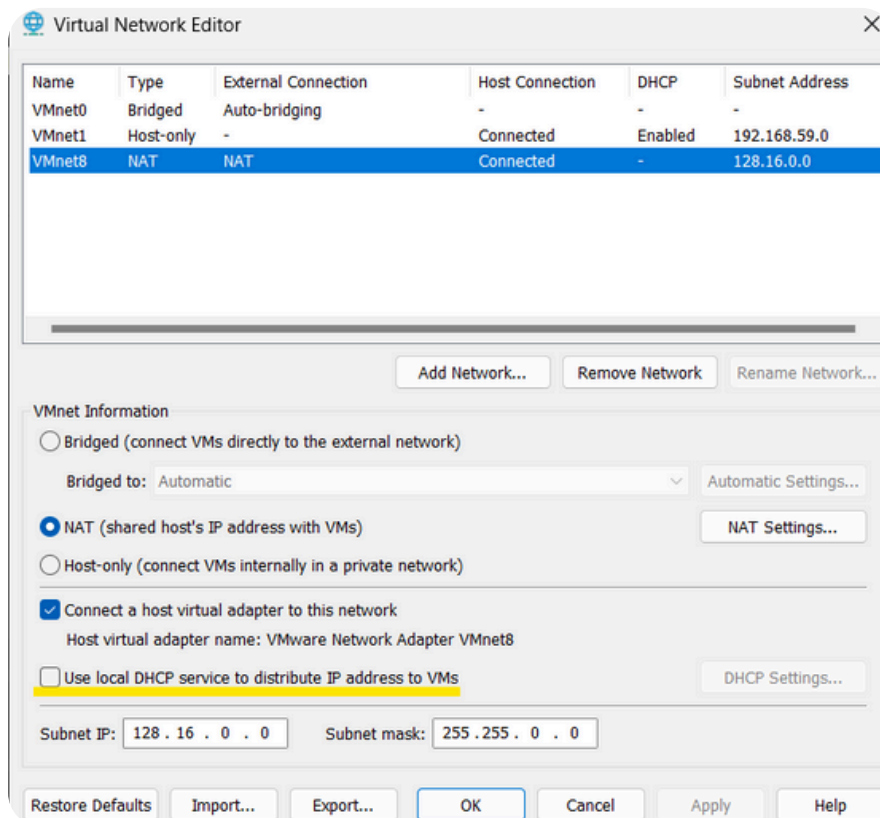 Virtual Network Editor
Name Type External Connection Host Connection DHCP Subnet Address
VMnet0 Bridged Auto-bridging - - -
VMnet1 Host-only - Connected Enabled 192.168.59.0
VMnet8 NAT NAT Connected - 128.16.0.0
Add Network... Remove Network Rename Network...
VMnet Information
Bridged (connect VMs directly to the external network)
Bridged to: Automatic Automatic Settings...
NAT (shared host's IP address with VMs) NAT Settings...
Host-only (connect VMs internally in a private network)
Connect a host virtual adapter to this network
Host virtual adapter name: VMware Network Adapter VMnet8
Use local DHCP service to distribute IP address to VMs DHCP Settings...
Subnet IP: 128 . 16 . 0 . 0 Subnet mask: 255 . 255 . 0 . 0
Restore Defaults Import... Export... OK Cancel Apply Help